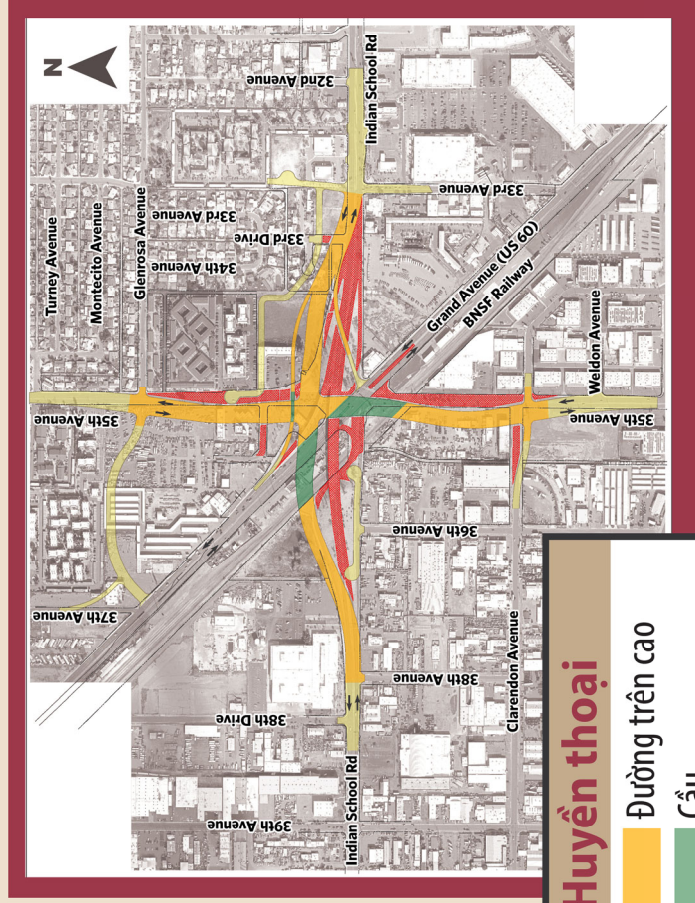 N
32nd Avenue
Indian School Rd
33rd Avenue
33rd Avenue
33rd Drive
34th Avenue
Turney Avenue
Montecito Avenue
Glenrosa Avenue
Grand Avenue (US 60)
BNSF Railway
Weldon Avenue
35th Avenue
35th Avenue
36th Avenue
37th Avenue
38th Avenue
Clarendon Avenue
38th Drive
Indian School Rd
39th Avenue
Huyền thoại
Đường trên cao
Cầu